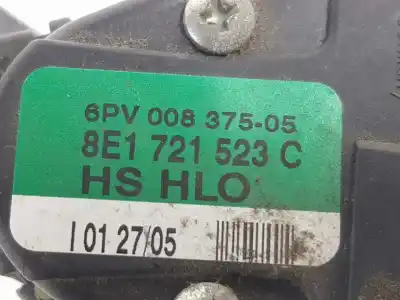 6PV 008 375-05
8E1 721 523 C
HS HLO
I 01 27/05